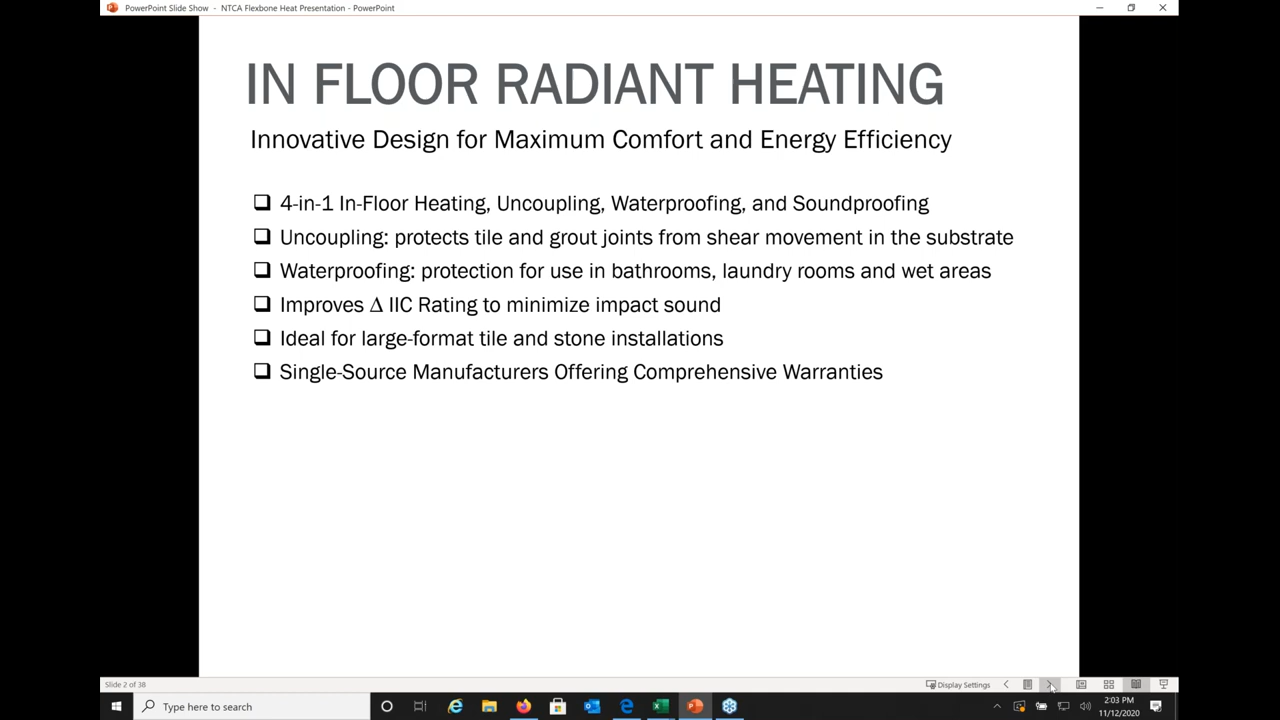 PowerPoint Slide Show - NTCA Flexbone Heat Presentation - PowerPoint
IN FLOOR RADIANT HEATING
Innovative Design for Maximum Comfort and Energy Efficiency
❑ 4-in-1 In-Floor Heating, Uncoupling, Waterproofing, and Soundproofing
❑ Uncoupling: protects tile and grout joints from shear movement in the substrate
❑ Waterproofing: protection for use in bathrooms, laundry rooms and wet areas
❑ Improves Δ IIC Rating to minimize impact sound
❑ Ideal for large-format tile and stone installations
❑ Single-Source Manufacturers Offering Comprehensive Warranties
Slide 2 of 38
Display Settings
Type here to search
2:03 PM
11/12/2020